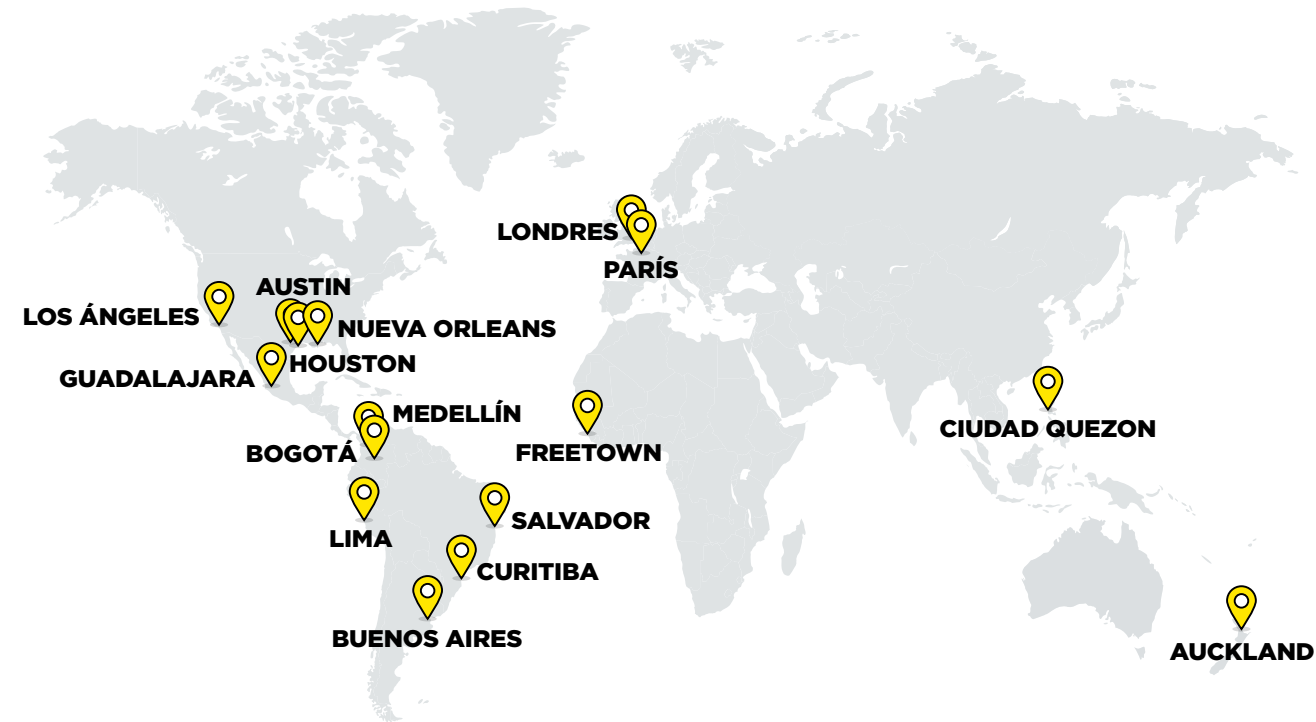 LONDRES
PARÍS
AUSTIN
LOS ÁNGELES
NUEVA ORLEANS
HOUSTON
GUADALAJARA
MEDELLÍN
CIUDAD QUEZON
BOGOTÁ
FREETOWN
SALVADOR
LIMA
CURITIBA
BUENOS AIRES
AUCKLAND